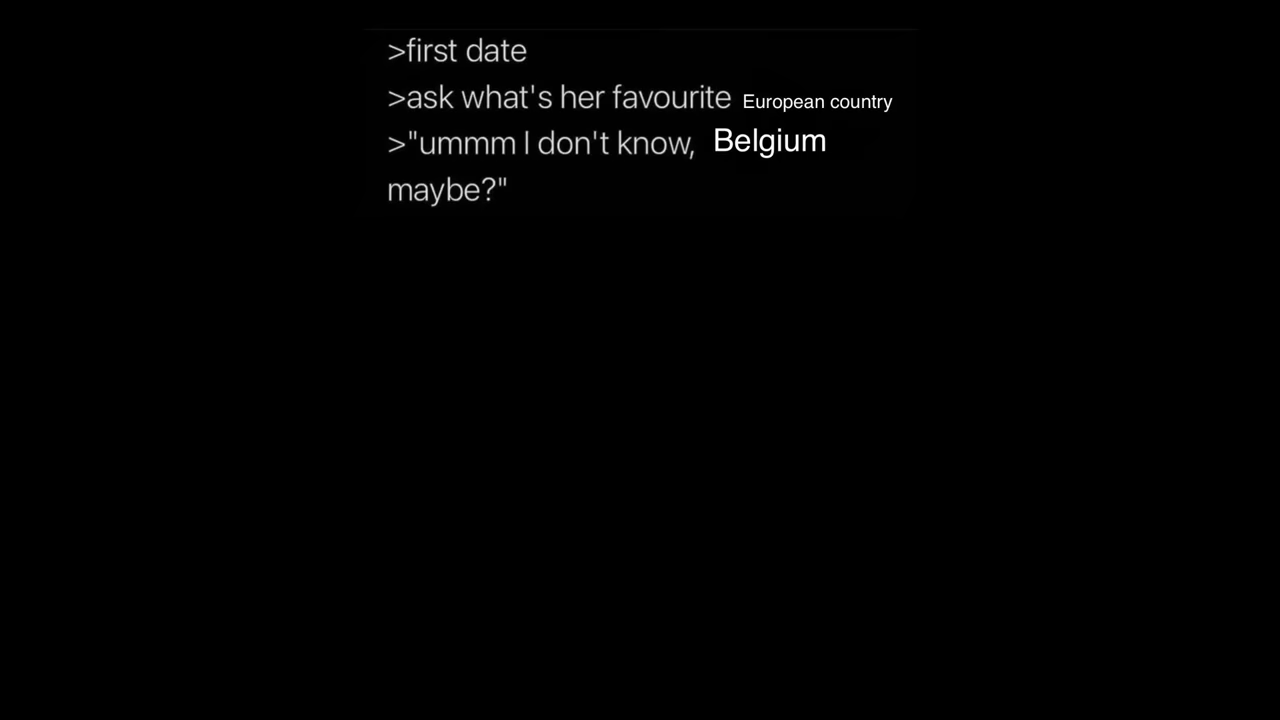 >first date
>ask what's her favourite European country
>"ummm I don't know, Belgium
maybe?"